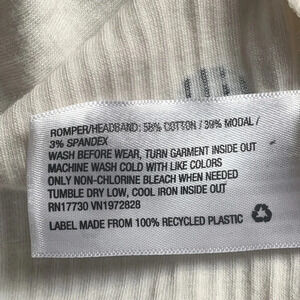 ROMPER/HEADBAND: 58% COTTON / 39% MODAL /
3% SPANDEX
WASH BEFORE WEAR, TURN GARMENT INSIDE OUT
MACHINE WASH COLD WITH LIKE COLORS
ONLY NON-CHLORINE BLEACH WHEN NEEDED
TUMBLE DRY LOW, COOL IRON INSIDE OUT
RN17730 VN1972828
LABEL MADE FROM 100% RECYCLED PLASTIC